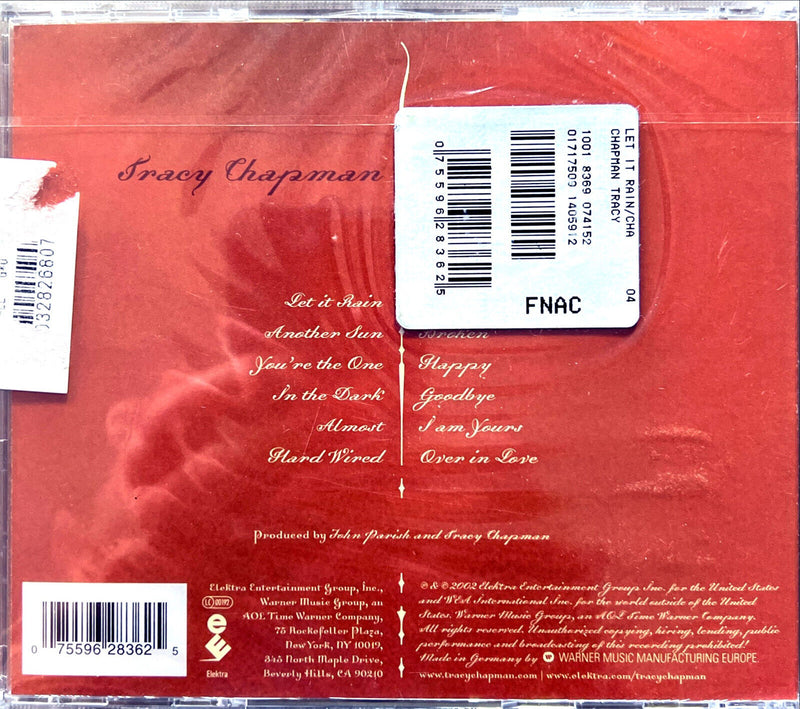 Tracy Chapman
LET IT RAIN/CHA
CHAPMAN TRACY
1001 8369 074152
01717509 1405912
04
0 75596 28362 5
FNAC
032826807
Let it Rain
Another Sun
You're the One
In the Dark
Almost
Hard Wired
Broken
Happy
Goodbye
I am Yours
Over in Love
Produced by John Parish and Tracy Chapman
0 75596 28362 5
LC 00192
Elektra
Elektra Entertainment Group, Inc.,
Warner Music Group, an
AOL Time Warner Company,
75 Rockefeller Plaza,
New York, NY 10019,
345 North Maple Drive,
Beverly Hills, CA 90210
℗ & © 2002 Elektra Entertainment Group Inc. for the United States
and WEA International Inc. for the world outside of the United
States. Warner Music Group, an AOL Time Warner Company.
All rights reserved. Unauthorized copying, hiring, lending, public
performance and broadcasting of this recording prohibited!
Made in Germany by WARNER MUSIC MANUFACTURING EUROPE.
www.tracychapman.com | www.elektra.com/tracychapman